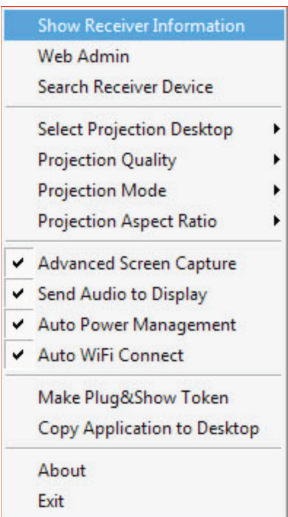 Show Receiver Information
Web Admin
Search Receiver Device
Select Projection Desktop
Projection Quality
Projection Mode
Projection Aspect Ratio
Advanced Screen Capture
Send Audio to Display
Auto Power Management
Auto WiFi Connect
Make Plug&Show Token
Copy Application to Desktop
About
Exit